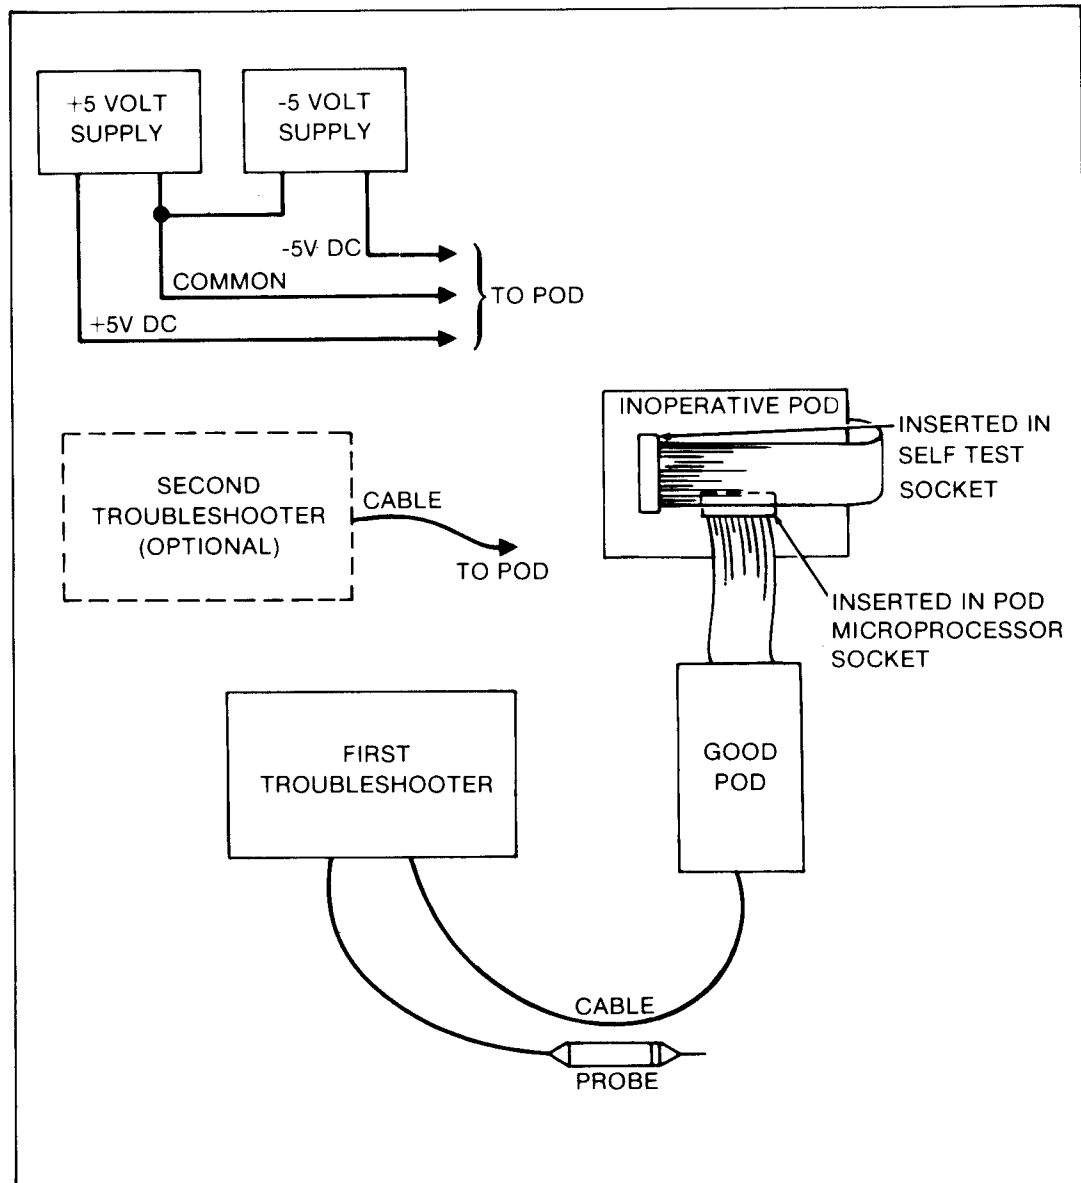 +5 VOLT
SUPPLY
-5 VOLT
SUPPLY
-5V DC
COMMON
TO POD
+5V DC
INOPERATIVE POD
INSERTED IN
SELF TEST
SOCKET
SECOND
TROUBLESHOOTER
(OPTIONAL)
CABLE
TO POD
INSERTED IN POD
MICROPROCESSOR
SOCKET
FIRST
TROUBLESHOOTER
GOOD
POD
CABLE
PROBE